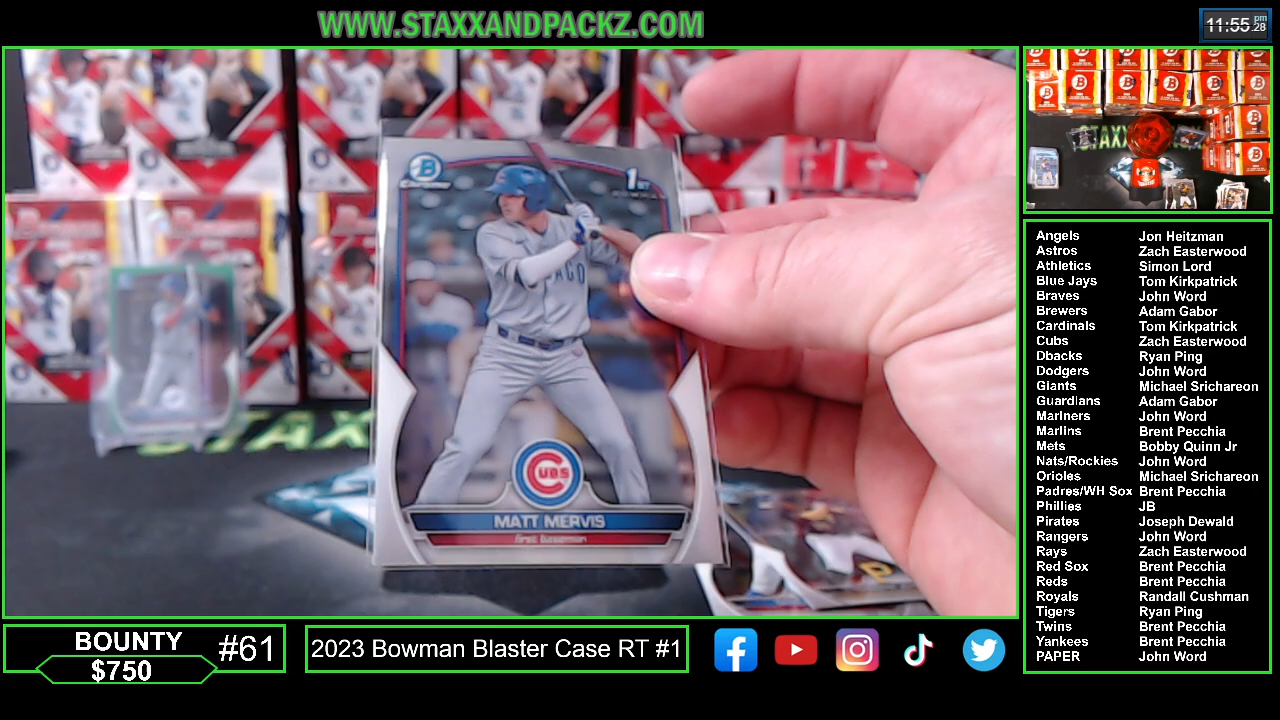 WWW.STAXXANDPACKZ.COM
11:55 pm
.28
B
Chrome
1ST
CUBS
MATT MERVIS
First Baseman
STAX
STAXX
Angels Jon Heitzman
Astros Zach Easterwood
Athletics Simon Lord
Blue Jays Tom Kirkpatrick
Braves John Word
Brewers Adam Gabor
Cardinals Tom Kirkpatrick
Cubs Zach Easterwood
Dbacks Ryan Ping
Dodgers John Word
Giants Michael Srichareon
Guardians Adam Gabor
Mariners John Word
Marlins Brent Pecchia
Mets Bobby Quinn Jr
Nats/Rockies John Word
Orioles Michael Srichareon
Padres/WH Sox Brent Pecchia
Phillies JB
Pirates Joseph Dewald
Rangers John Word
Rays Zach Easterwood
Red Sox Brent Pecchia
Reds Brent Pecchia
Royals Randall Cushman
Tigers Ryan Ping
Twins Brent Pecchia
Yankees Brent Pecchia
PAPER John Word
BOUNTY
$750
#61
2023 Bowman Blaster Case RT #1